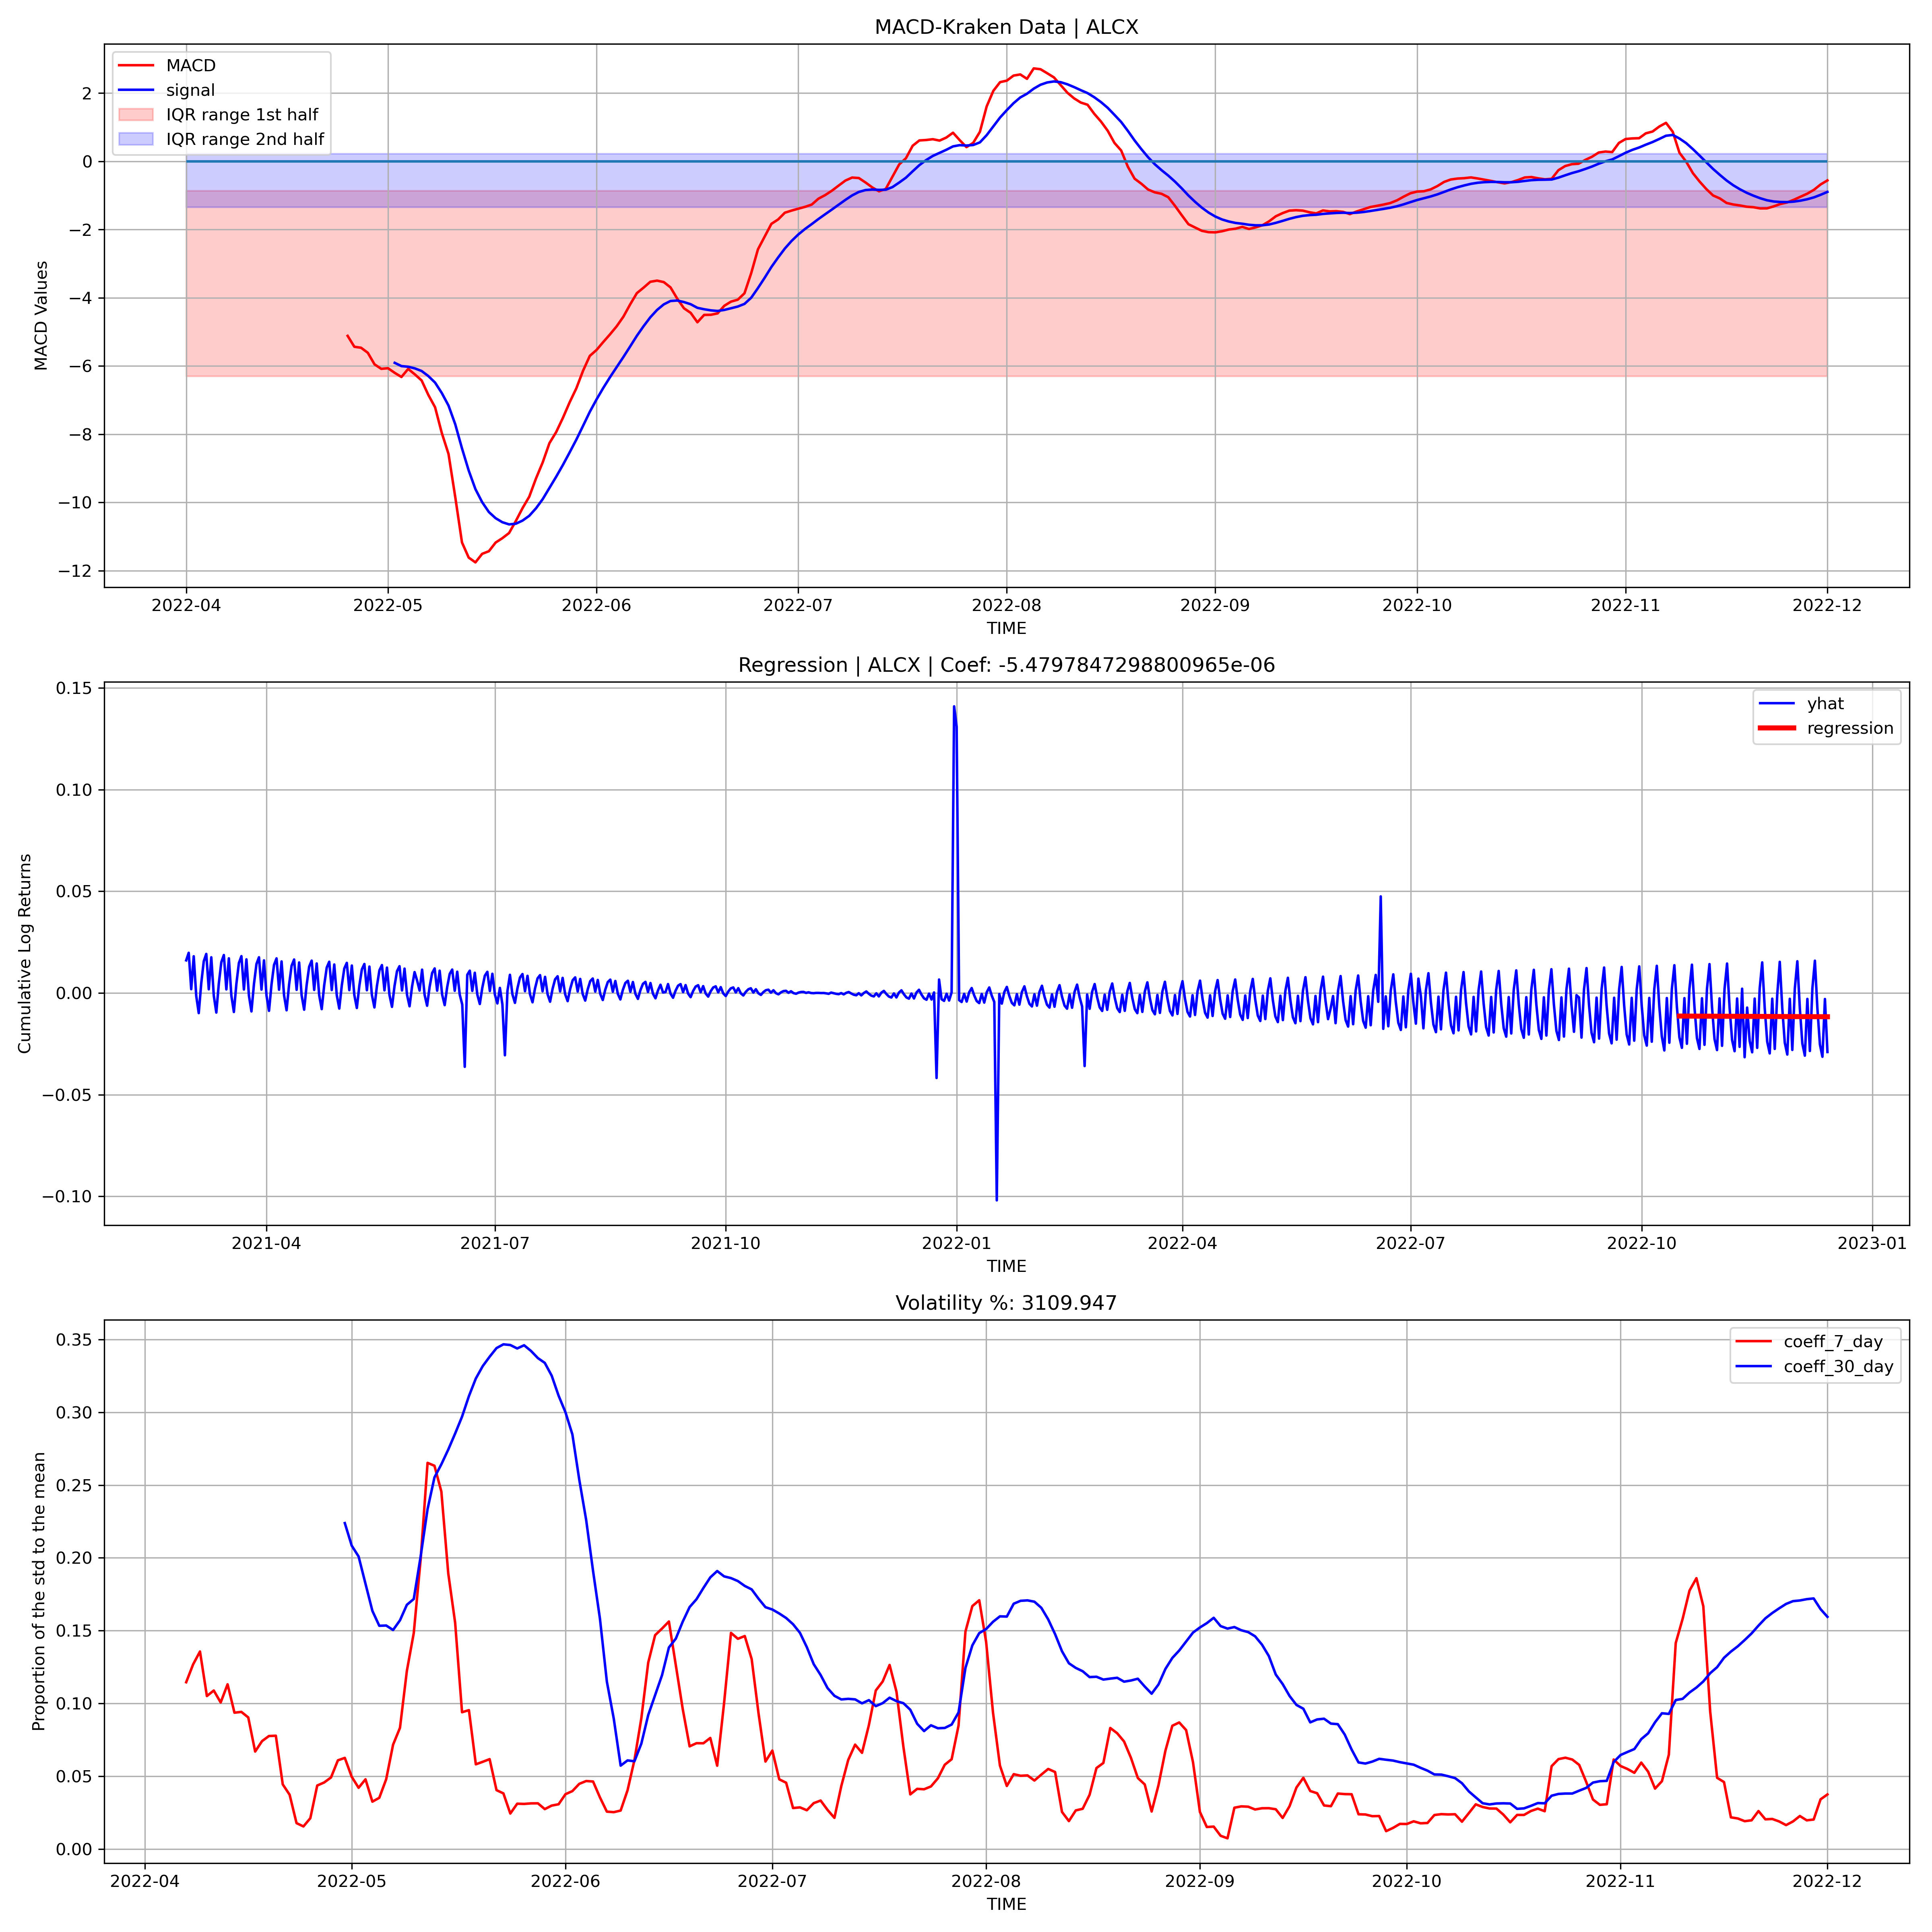 MACD-Kraken Data | ALCX
MACD
signal
IQR range 1st half
IQR range 2nd half
MACD Values
2
0
−2
−4
−6
−8
−10
−12
2022-04 2022-05 2022-06 2022-07 2022-08 2022-09 2022-10 2022-11 2022-12
TIME
Regression | ALCX | Coef: -5.4797847298800965e-06
yhat
regression
Cumulative Log Returns
0.15
0.10
0.05
0.00
−0.05
−0.10
2021-04 2021-07 2021-10 2022-01 2022-04 2022-07 2022-10 2023-01
TIME
Volatility %: 3109.947
coeff_7_day
coeff_30_day
Proportion of the std to the mean
0.35
0.30
0.25
0.20
0.15
0.10
0.05
0.00
2022-04 2022-05 2022-06 2022-07 2022-08 2022-09 2022-10 2022-11 2022-12
TIME